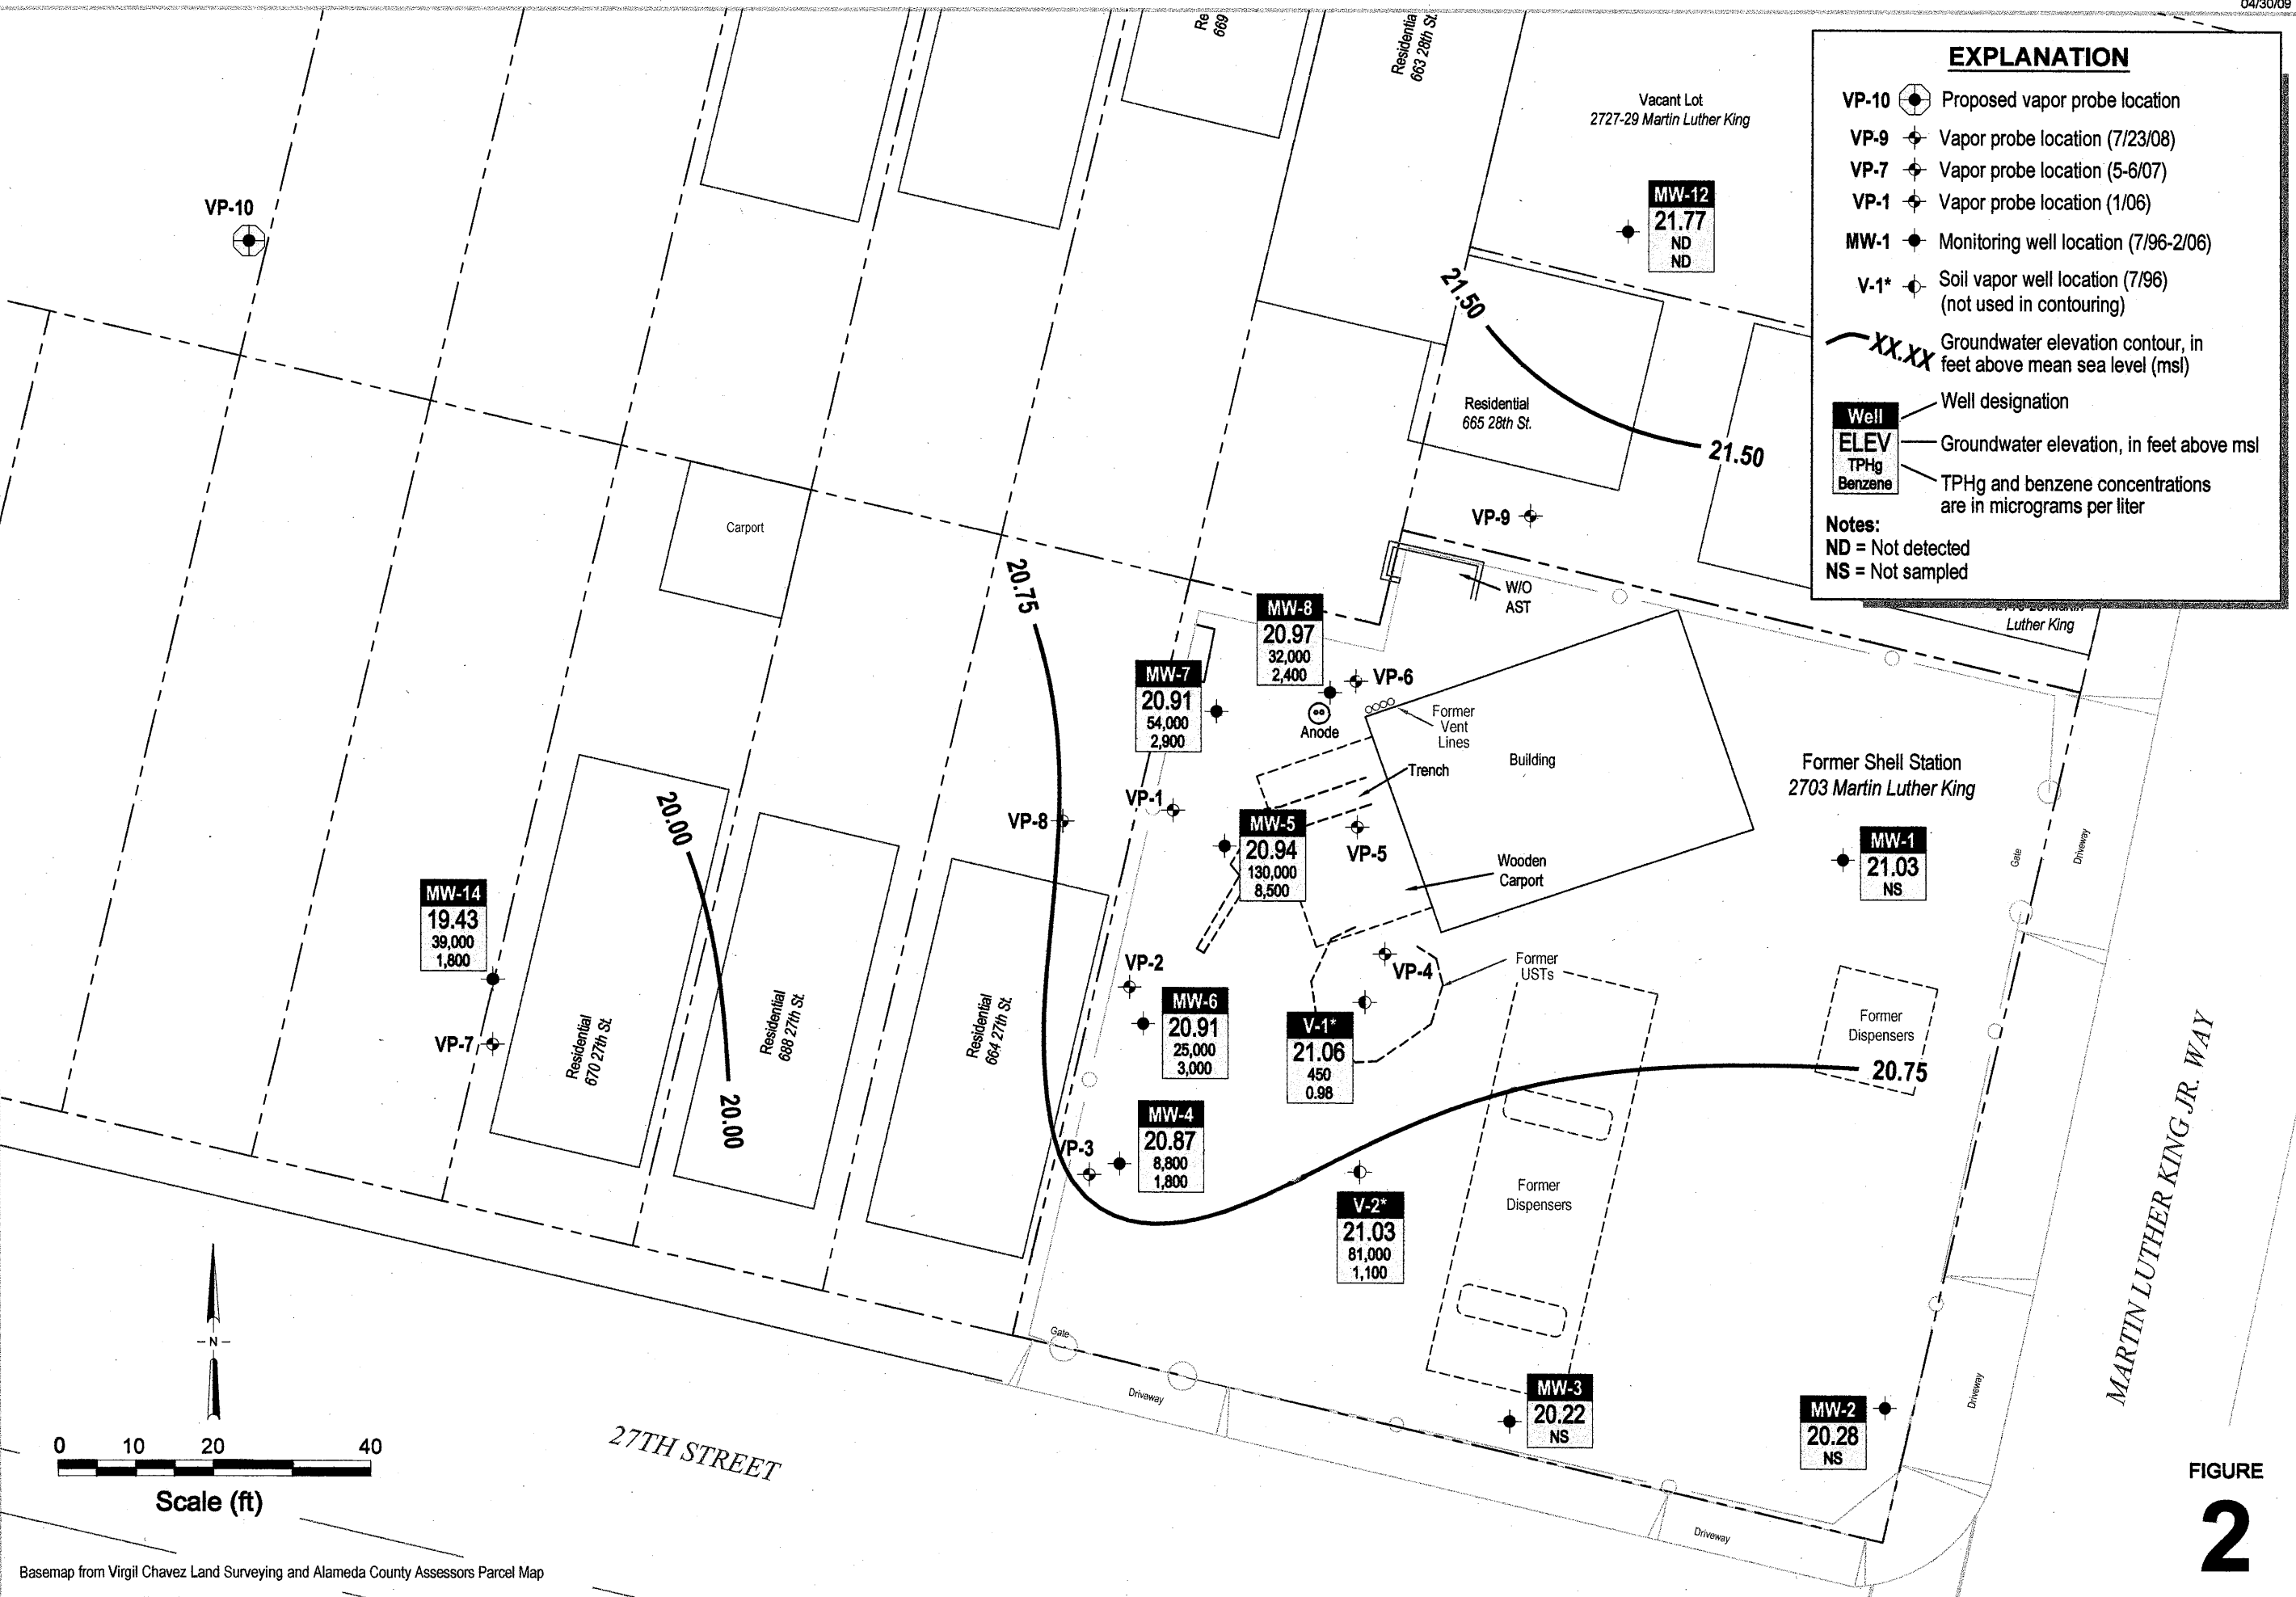 04/30/09
EXPLANATION
VP-10 Proposed vapor probe location
VP-9 Vapor probe location (7/23/08)
VP-7 Vapor probe location (5-6/07)
VP-1 Vapor probe location (1/06)
MW-1 Monitoring well location (7/96-2/06)
V-1* Soil vapor well location (7/96)
(not used in contouring)
XX.XX Groundwater elevation contour, in
feet above mean sea level (msl)
Well
ELEV
TPHg
Benzene
Well designation
Groundwater elevation, in feet above msl
TPHg and benzene concentrations
are in micrograms per liter
Notes:
ND = Not detected
NS = Not sampled
Luther King
669
663 28th St.
Vacant Lot
2727-29 Martin Luther King
VP-10
MW-12
21.77
ND
ND
21.50
21.50
Residential
665 28th St.
VP-9
Carport
20.75
W/O
AST
MW-8
20.97
32,000
2,400
VP-6
MW-7
20.91
54,000
2,900
Anode
Former
Vent
Lines
Building
Trench
Former Shell Station
2703 Martin Luther King
VP-1
VP-8
MW-5
20.94
130,000
8,500
VP-5
Wooden
Carport
MW-1
21.03
NS
Gate
Driveway
20.00
20.00
MW-14
19.43
39,000
1,800
VP-7
Residential
670 27th St.
Residential
688 27th St.
Residential
664 27th St.
VP-2
MW-6
20.91
25,000
3,000
VP-4
Former
USTs
V-1*
21.06
450
0.98
Former
Dispensers
20.75
MW-4
20.87
8,800
1,800
VP-3
V-2*
21.03
81,000
1,100
Former
Dispensers
MARTIN LUTHER KING JR. WAY
Gate
Driveway
MW-3
20.22
NS
MW-2
20.28
NS
Driveway
Driveway
N
0 10 20 40
Scale (ft)
27TH STREET
FIGURE
2
Basemap from Virgil Chavez Land Surveying and Alameda County Assessors Parcel Map